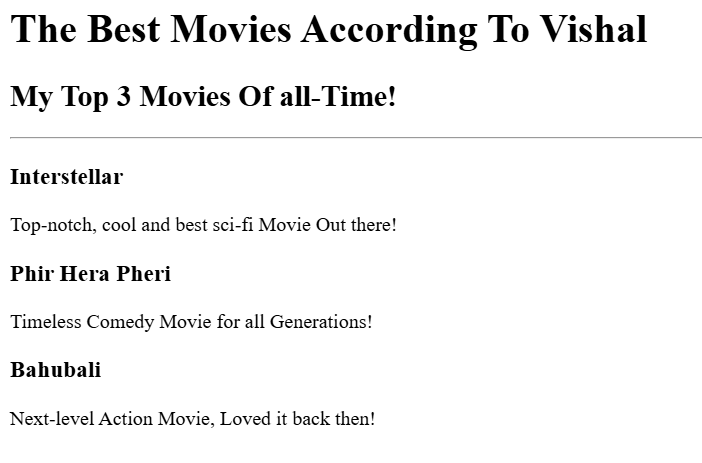 The Best Movies According To Vishal
My Top 3 Movies Of all-Time!
Interstellar
Top-notch, cool and best sci-fi Movie Out there!
Phir Hera Pheri
Timeless Comedy Movie for all Generations!
Bahubali
Next-level Action Movie, Loved it back then!